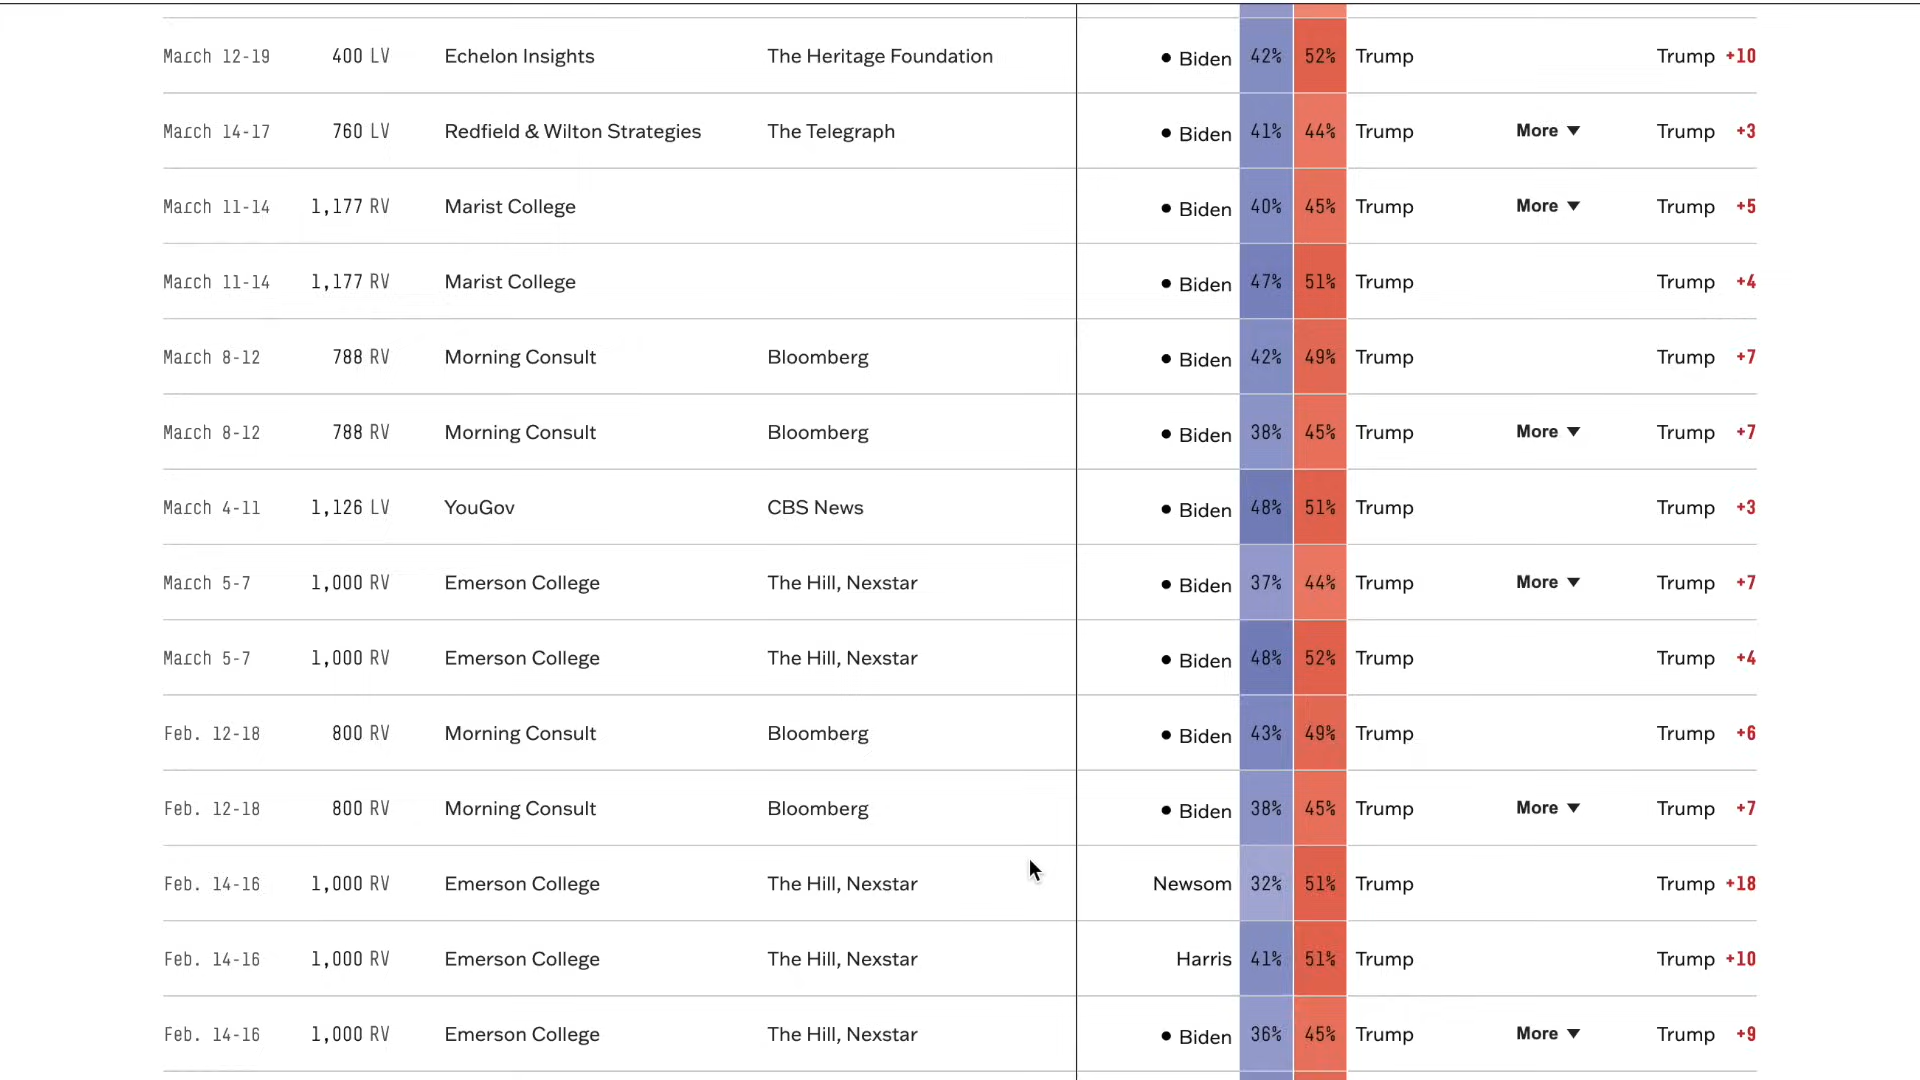 March 12-19 400 LV Echelon Insights The Heritage Foundation • Biden 42% 52% Trump Trump +10
March 14-17 760 LV Redfield & Wilton Strategies The Telegraph • Biden 41% 44% Trump More ▼ Trump +3
March 11-14 1,177 RV Marist College • Biden 40% 45% Trump More ▼ Trump +5
March 11-14 1,177 RV Marist College • Biden 47% 51% Trump Trump +4
March 8-12 788 RV Morning Consult Bloomberg • Biden 42% 49% Trump Trump +7
March 8-12 788 RV Morning Consult Bloomberg • Biden 38% 45% Trump More ▼ Trump +7
March 4-11 1,126 LV YouGov CBS News • Biden 48% 51% Trump Trump +3
March 5-7 1,000 RV Emerson College The Hill, Nexstar • Biden 37% 44% Trump More ▼ Trump +7
March 5-7 1,000 RV Emerson College The Hill, Nexstar • Biden 48% 52% Trump Trump +4
Feb. 12-18 800 RV Morning Consult Bloomberg • Biden 43% 49% Trump Trump +6
Feb. 12-18 800 RV Morning Consult Bloomberg • Biden 38% 45% Trump More ▼ Trump +7
Feb. 14-16 1,000 RV Emerson College The Hill, Nexstar Newsom 32% 51% Trump Trump +18
Feb. 14-16 1,000 RV Emerson College The Hill, Nexstar Harris 41% 51% Trump Trump +10
Feb. 14-16 1,000 RV Emerson College The Hill, Nexstar • Biden 36% 45% Trump More ▼ Trump +9